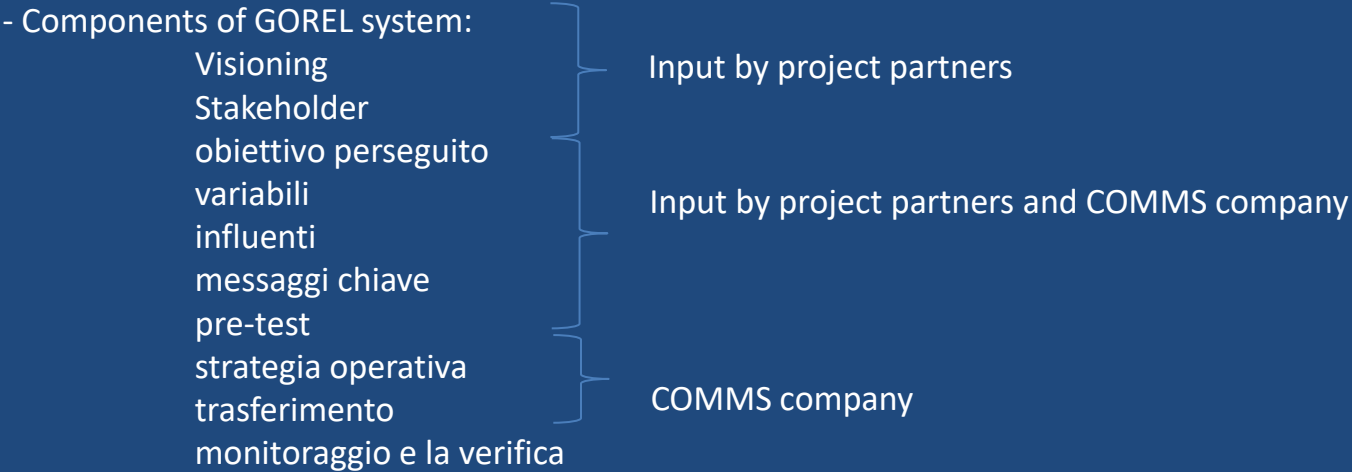 - Components of GOREL system:
Visioning
Input by project partners
Stakeholder
obiettivo perseguito
variabili
Input by project partners and COMMS company
influenti
messaggi chiave
pre-test
strategia operativa
trasferimento
COMMS company
monitoraggio e la verifica